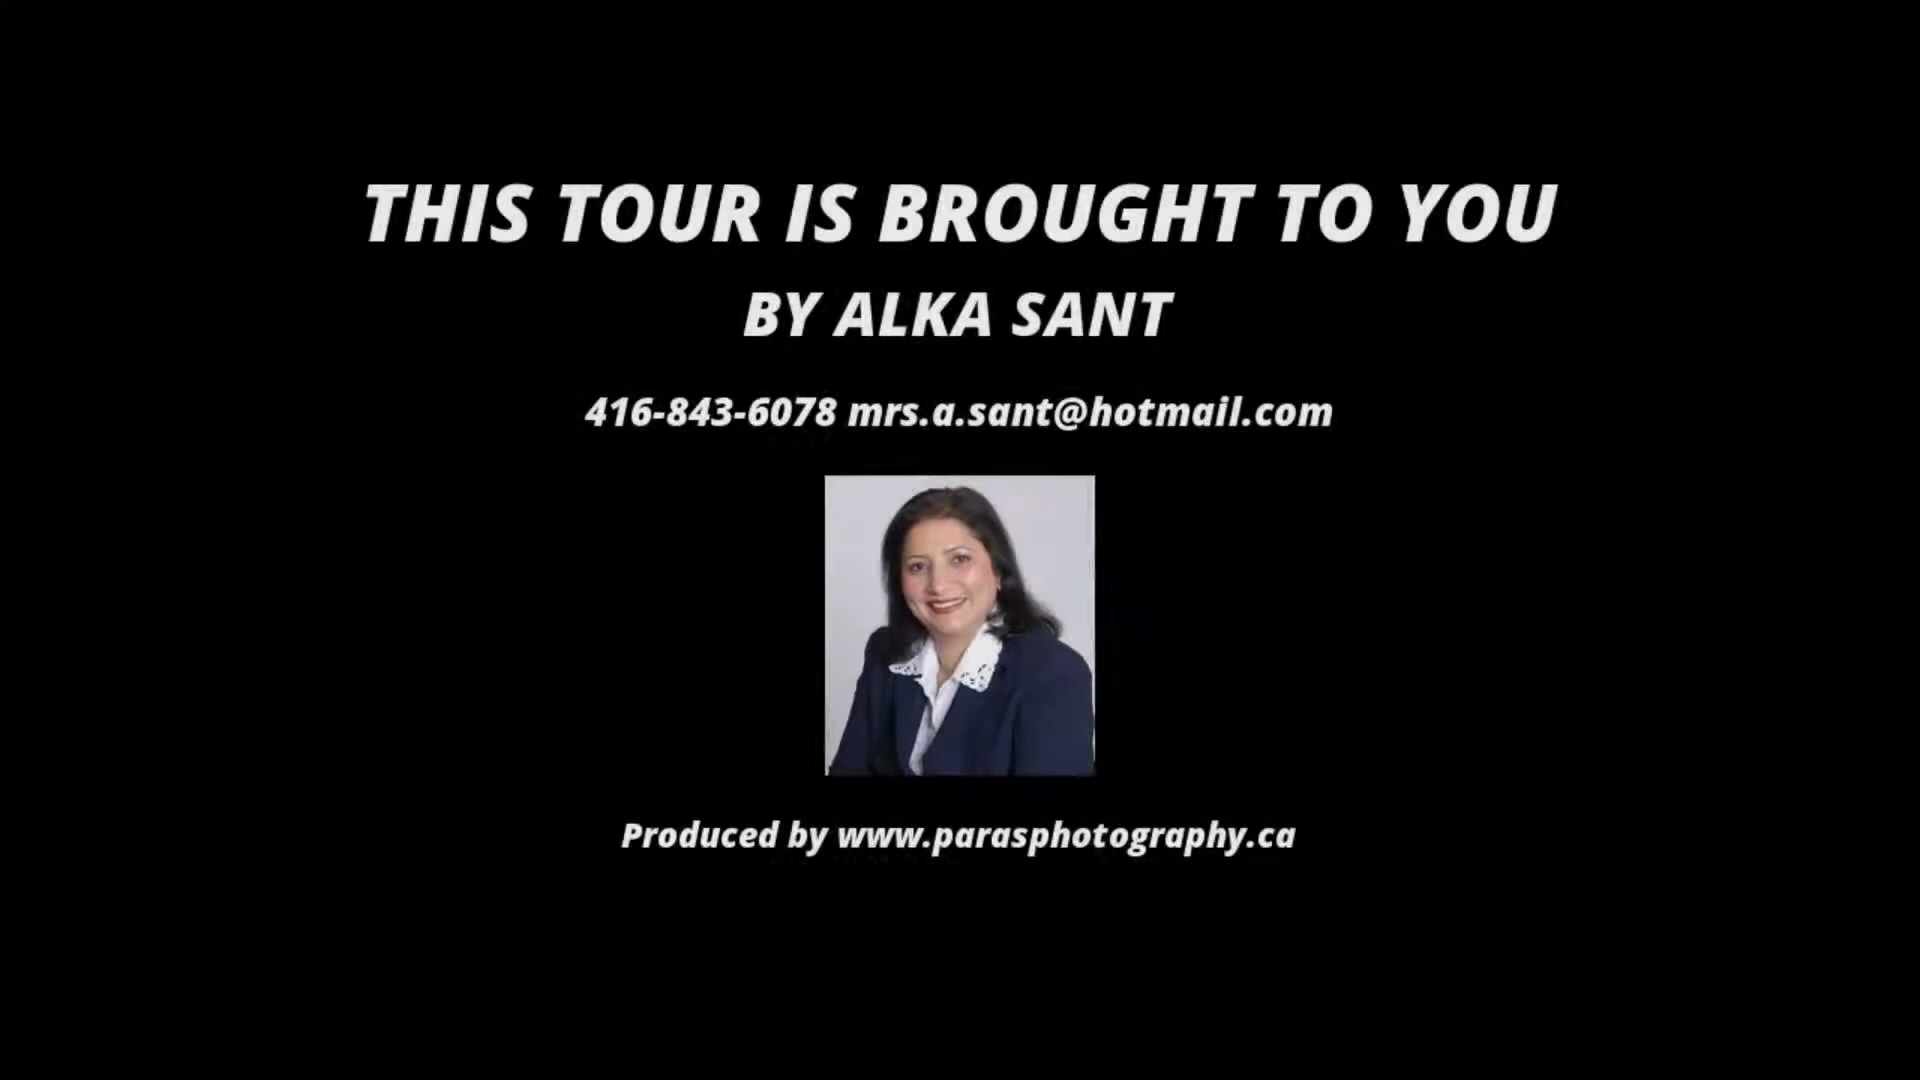 THIS TOUR IS BROUGHT TO YOU
BY ALKA SANT
416-843-6078 mrs.a.sant@hotmail.com
Produced by www.parasphotography.ca